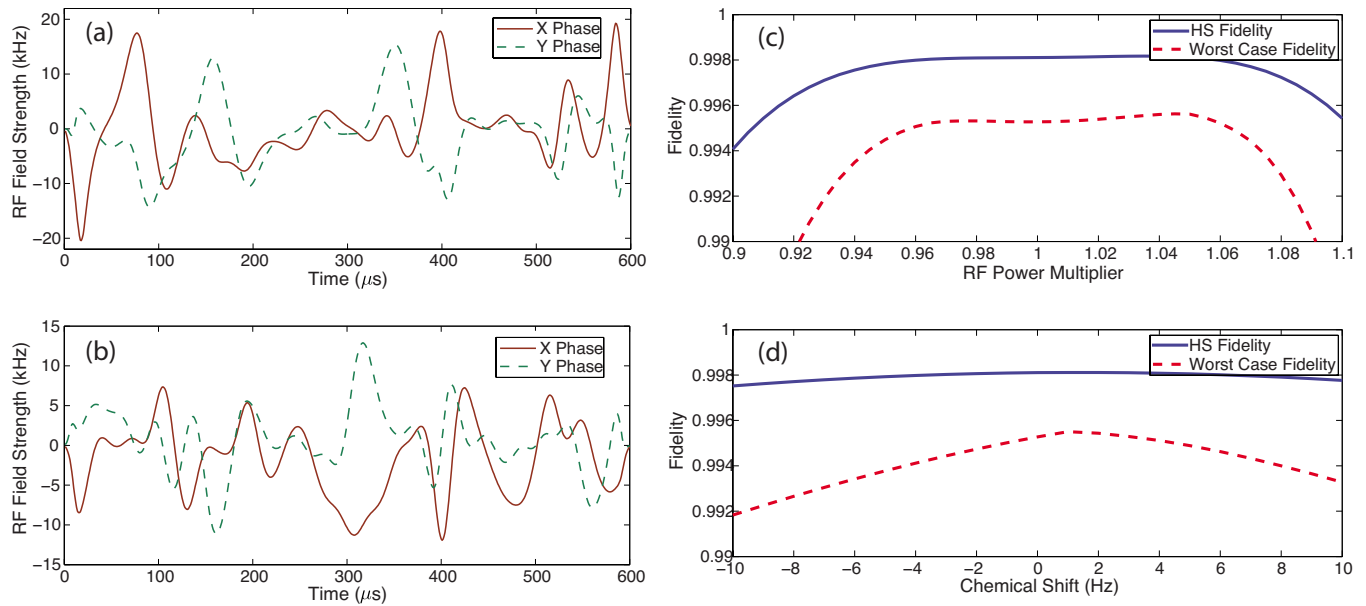 (a)
X Phase
Y Phase
RF Field Strength (kHz)
20
10
0
−10
−20
0 100 200 300 400 500 600
Time (μs)
(b)
X Phase
Y Phase
RF Field Strength (kHz)
15
10
5
0
−5
−10
−15
0 100 200 300 400 500 600
Time (μs)
(c)
HS Fidelity
Worst Case Fidelity
Fidelity
1
0.998
0.996
0.994
0.992
0.99
0.9 0.92 0.94 0.96 0.98 1 1.02 1.04 1.06 1.08 1.1
RF Power Multiplier
(d)
HS Fidelity
Worst Case Fidelity
Fidelity
1
0.998
0.996
0.994
0.992
0.99
−10 −8 −6 −4 −2 0 2 4 6 8 10
Chemical Shift (Hz)